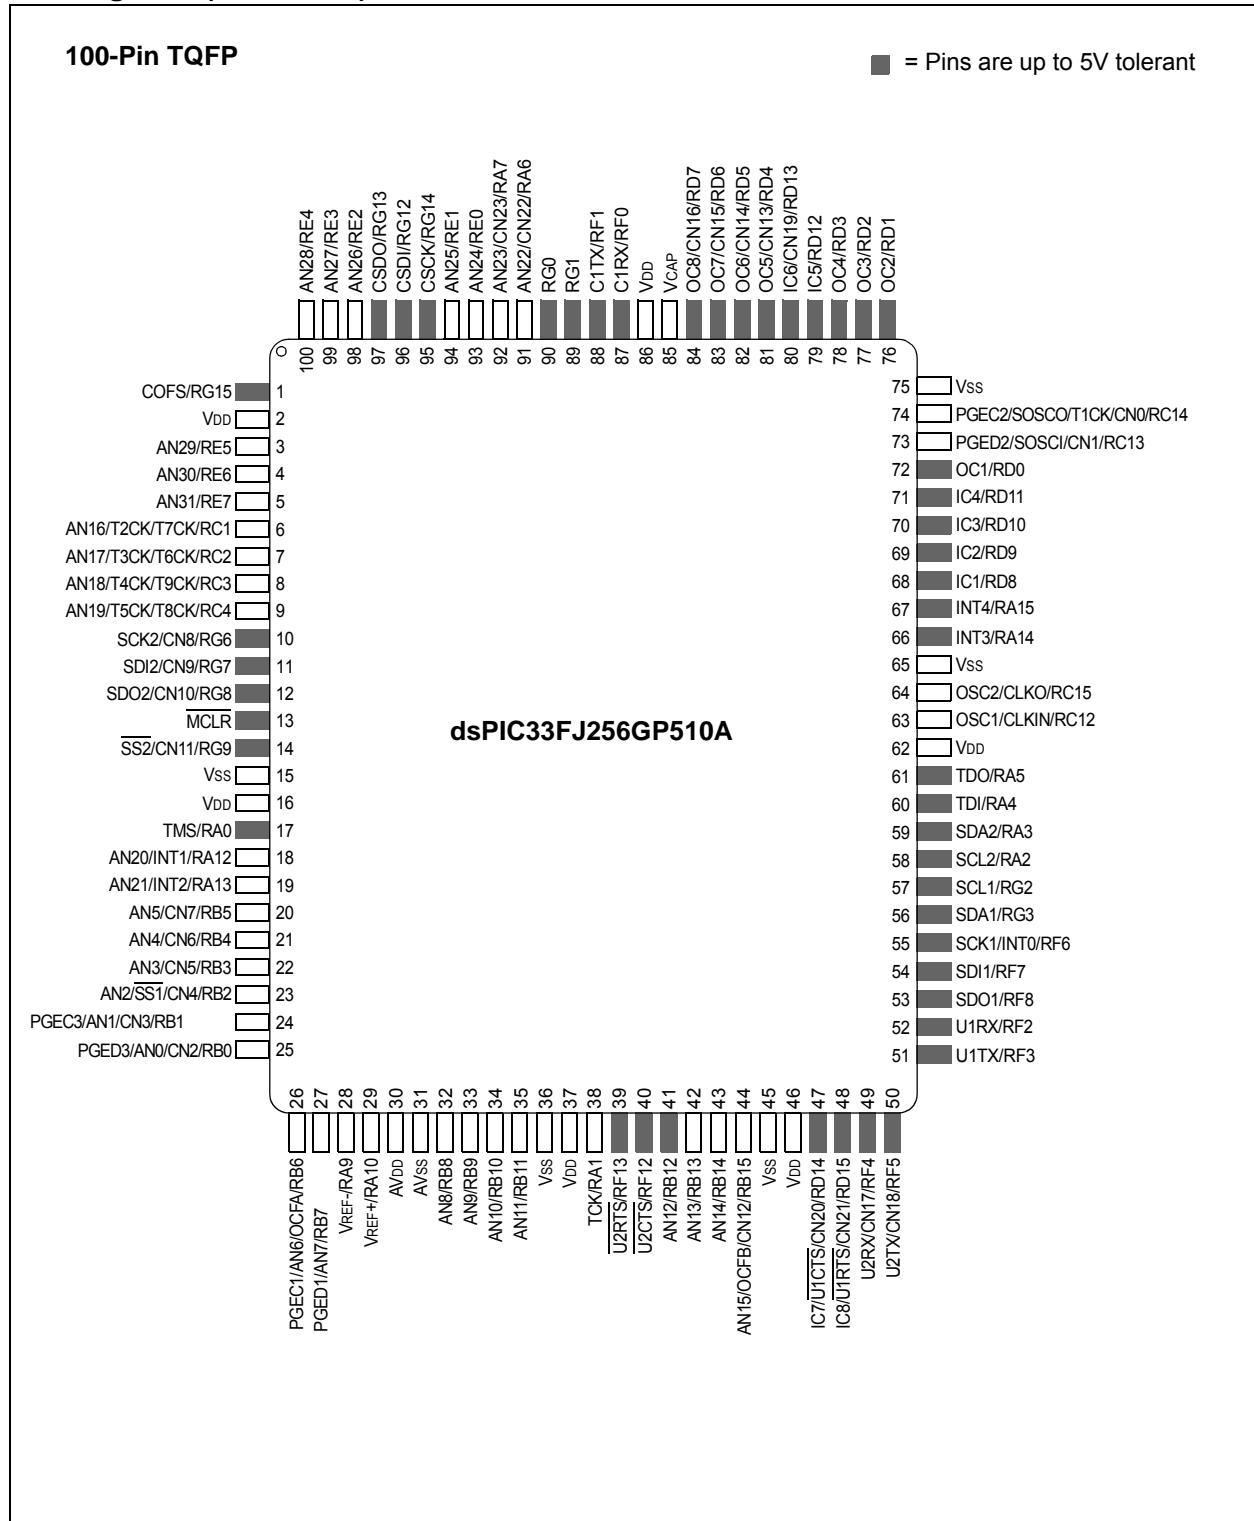 100-Pin TQFP
= Pins are up to 5V tolerant
AN28/RE4
AN27/RE3
AN26/RE2
CSDO/RG13
CSDI/RG12
CSCK/RG14
AN25/RE1
AN24/RE0
AN23/CN23/RA7
AN22/CN22/RA6
RG0
RG1
C1TX/RF1
C1RX/RF0
VDD
VCAP
OC8/CN16/RD7
OC7/CN15/RD6
OC6/CN14/RD5
OC5/CN13/RD4
IC6/CN19/RD13
IC5/RD12
OC4/RD3
OC3/RD2
OC2/RD1
100
99
98
97
96
95
94
93
92
91
90
89
88
87
86
85
84
83
82
81
80
79
78
77
76
COFS/RG15 1
VDD 2
AN29/RE5 3
AN30/RE6 4
AN31/RE7 5
AN16/T2CK/T7CK/RC1 6
AN17/T3CK/T6CK/RC2 7
AN18/T4CK/T9CK/RC3 8
AN19/T5CK/T8CK/RC4 9
SCK2/CN8/RG6 10
SDI2/CN9/RG7 11
SDO2/CN10/RG8 12
MCLR 13
SS2/CN11/RG9 14
VSS 15
VDD 16
TMS/RA0 17
AN20/INT1/RA12 18
AN21/INT2/RA13 19
AN5/CN7/RB5 20
AN4/CN6/RB4 21
AN3/CN5/RB3 22
AN2/SS1/CN4/RB2 23
PGEC3/AN1/CN3/RB1 24
PGED3/AN0/CN2/RB0 25
dsPIC33FJ256GP510A
75 VSS
74 PGEC2/SOSCO/T1CK/CN0/RC14
73 PGED2/SOSCI/CN1/RC13
72 OC1/RD0
71 IC4/RD11
70 IC3/RD10
69 IC2/RD9
68 IC1/RD8
67 INT4/RA15
66 INT3/RA14
65 VSS
64 OSC2/CLKO/RC15
63 OSC1/CLKIN/RC12
62 VDD
61 TDO/RA5
60 TDI/RA4
59 SDA2/RA3
58 SCL2/RA2
57 SCL1/RG2
56 SDA1/RG3
55 SCK1/INT0/RF6
54 SDI1/RF7
53 SDO1/RF8
52 U1RX/RF2
51 U1TX/RF3
26
27
28
29
30
31
32
33
34
35
36
37
38
39
40
41
42
43
44
45
46
47
48
49
50
PGEC1/AN6/OCFA/RB6
PGED1/AN7/RB7
VREF-/RA9
VREF+/RA10
AVDD
AVSS
AN8/RB8
AN9/RB9
AN10/RB10
AN11/RB11
VSS
VDD
TCK/RA1
U2RTS/RF13
U2CTS/RF12
AN12/RB12
AN13/RB13
AN14/RB14
AN15/OCFB/CN12/RB15
VSS
VDD
IC7/U1CTS/CN20/RD14
IC8/U1RTS/CN21/RD15
U2RX/CN17/RF4
U2TX/CN18/RF5